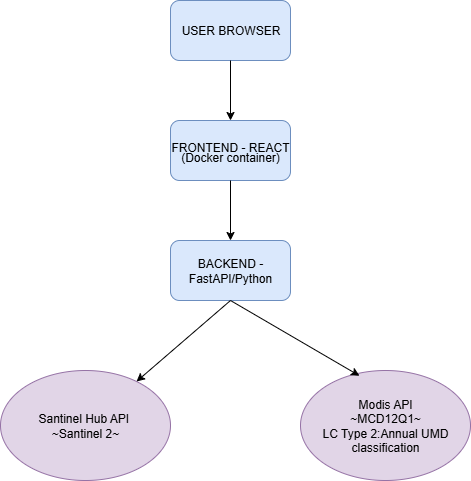 USER BROWSER
FRONTEND - REACT
(Docker container)
BACKEND -
FastAPI/Python
Santinel Hub API
~Santinel 2~
Modis API
~MCD12Q1~
LC Type 2:Annual UMD
classification